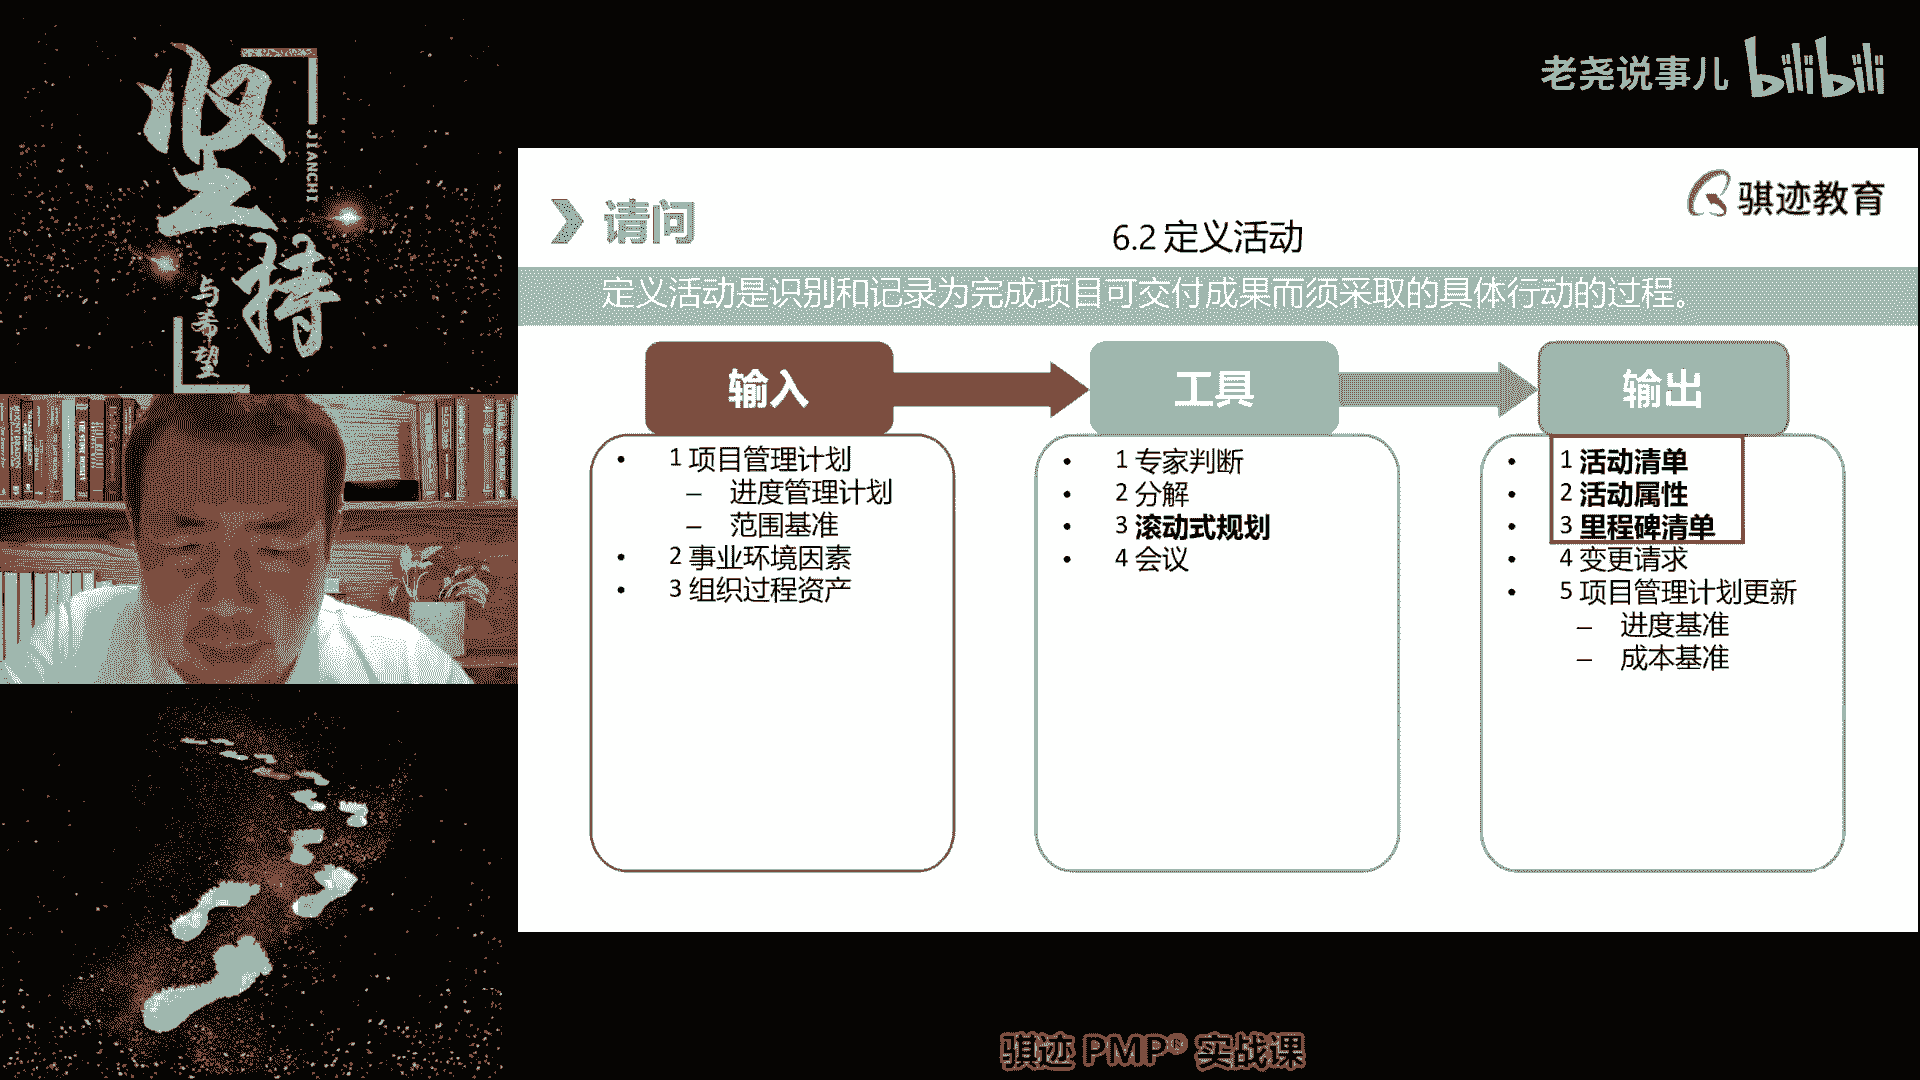 坚持
JIANCHI
与希望
老尧说事儿 bilibili
骐迹教育
请问
6.2 定义活动
定义活动是识别和记录为完成项目可交付成果而须采取的具体行动的过程。
输入
• 1 项目管理计划
– 进度管理计划
– 范围基准
• 2 事业环境因素
• 3 组织过程资产
工具
• 1 专家判断
• 2 分解
• 3 滚动式规划
• 4 会议
输出
• 1 活动清单
• 2 活动属性
• 3 里程碑清单
• 4 变更请求
• 5 项目管理计划更新
– 进度基准
– 成本基准
骐迹 PMP® 实战课